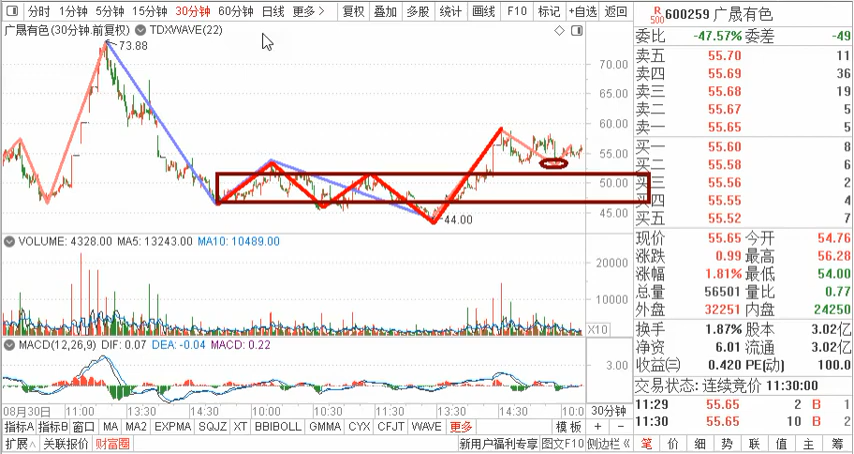 分时 1分钟 5分钟 15分钟 30分钟 60分钟 日线 更多 复权 叠加 多股 统计 画线 F10 标记 +自选 返回
R 500 600259 广晟有色
广晟有色(30分钟.前复权) TDXWAVE(22)
委比 -47.57% 委差 -49
73.88
卖五 55.70 11
70.00
卖四 55.69 36
65.00
卖三 55.68 19
卖二 55.67 5
60.00
卖一 55.65 5
55.00
买一 55.60 8
买二 55.58 6
50.00
买三 55.56 2
买四 55.55 4
45.00
44.00
买五 55.52 7
VOLUME: 4328.00 MA5: 13243.00 MA10: 10489.00
现价 55.65 今开 54.76
20000
涨跌 0.99 最高 56.28
涨幅 1.81% 最低 54.00
10000
总量 56501 量比 0.77
外盘 32251 内盘 24250
X10
换手 1.87% 股本 3.02亿
MACD(12,26,9) DIF: 0.07 DEA: -0.04 MACD: 0.22
净资 6.01 流通 3.02亿
3.00
收益㈢ 0.420 PE(动) 100.0
交易状态: 连续竞价 11:30:00
08月30日 11:00 13:30 14:30 10:00 11:00 13:30 14:30 10:0 30分钟
11:29 55.65 2 B 1
指标A 指标B 窗口 MA MA2 EXPMA SQJZ XT BBIBOLL GMMA CYX CFJT WAVE 更多 模板 + −
11:30 55.65 10 B 2
扩展∧ 关联报价 财富圈 新用户福利专享 图文F10 侧边栏《 笔 价 细 势 联 值 主 筹